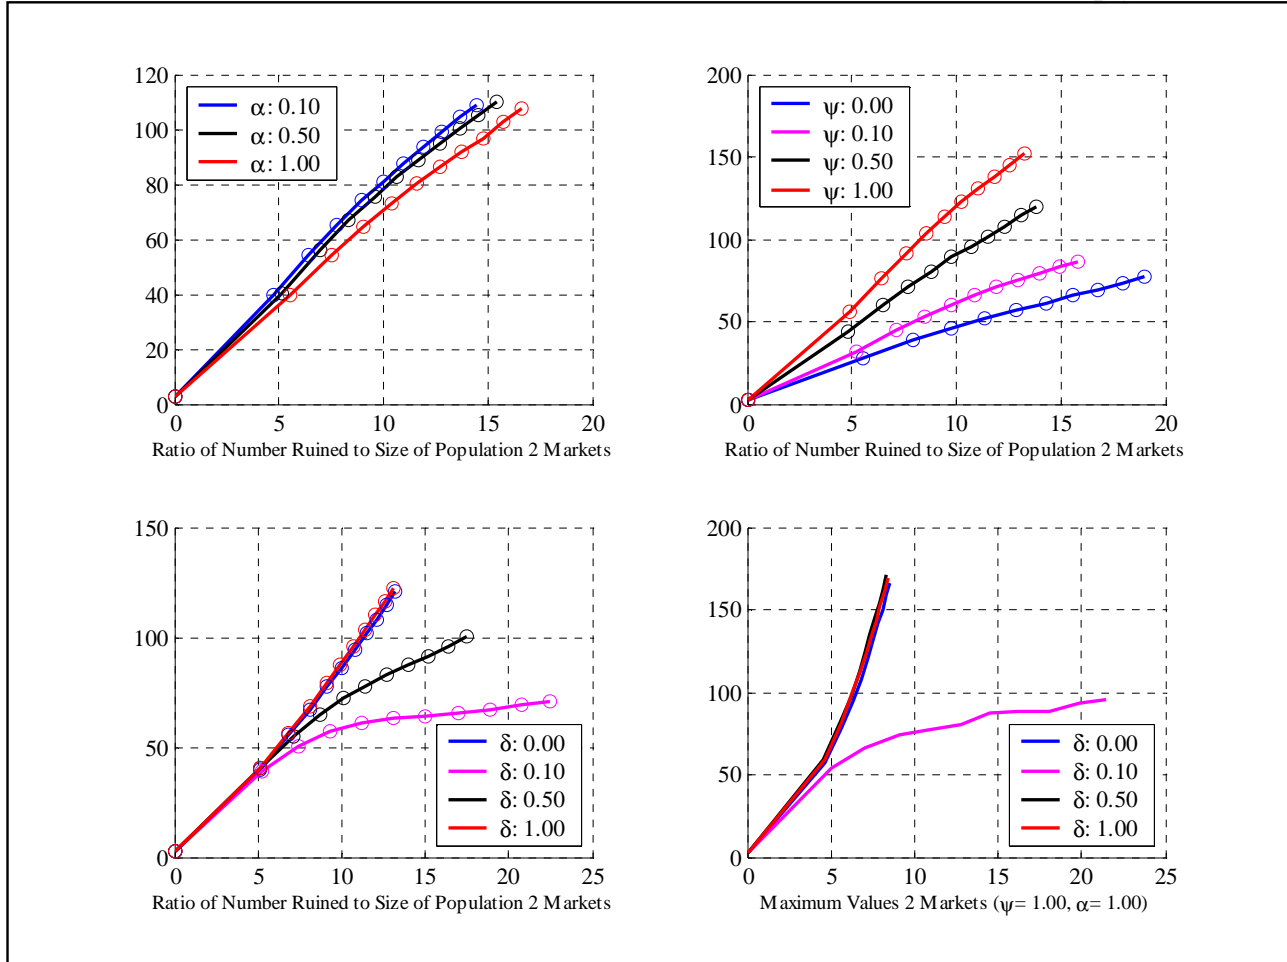 120
100
80
60
40
20
0
0 5 10 15 20
α: 0.10
α: 0.50
α: 1.00
Ratio of Number Ruined to Size of Population 2 Markets
200
150
100
50
0
0 5 10 15 20
ψ: 0.00
ψ: 0.10
ψ: 0.50
ψ: 1.00
Ratio of Number Ruined to Size of Population 2 Markets
150
100
50
0
0 5 10 15 20 25
δ: 0.00
δ: 0.10
δ: 0.50
δ: 1.00
Ratio of Number Ruined to Size of Population 2 Markets
200
150
100
50
0
0 5 10 15 20 25
δ: 0.00
δ: 0.10
δ: 0.50
δ: 1.00
Maximum Values 2 Markets (ψ= 1.00, α= 1.00)